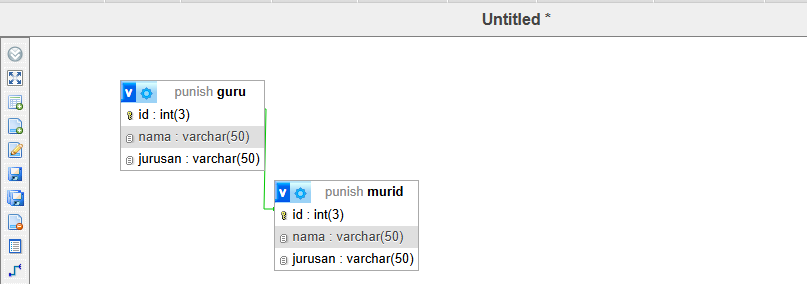 Untitled *
v punish guru
id : int(3)
nama : varchar(50)
jurusan : varchar(50)
v punish murid
id : int(3)
nama : varchar(50)
jurusan : varchar(50)